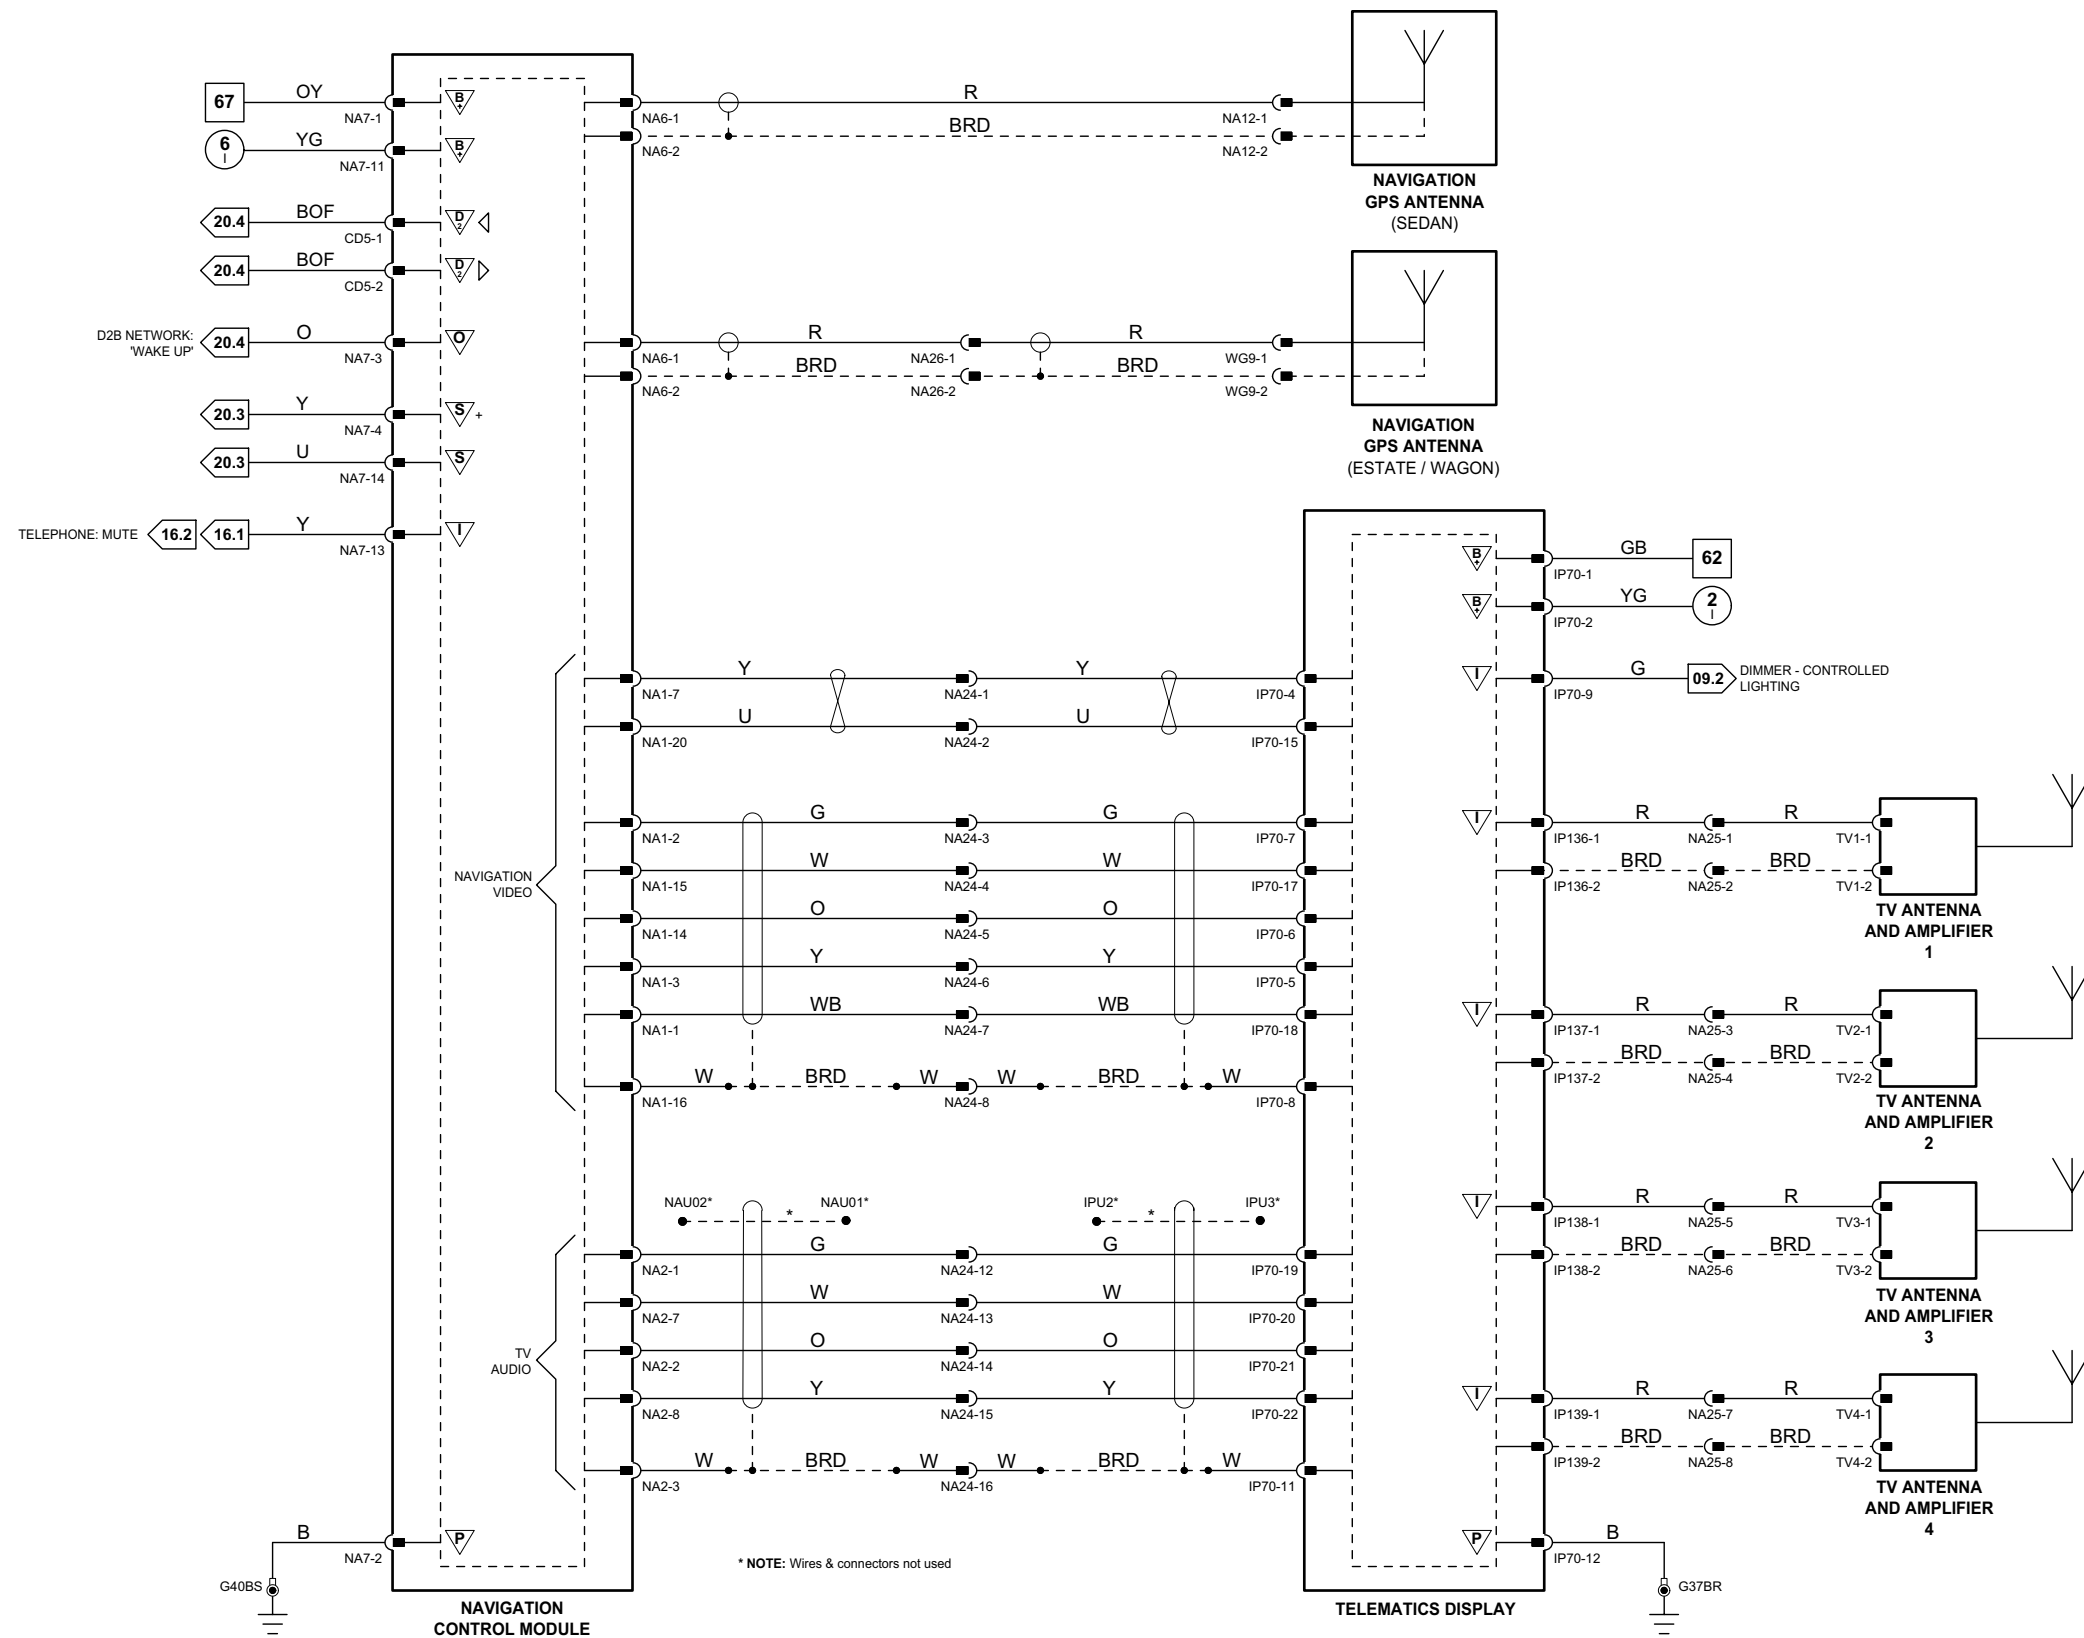 67
OY
NA7-1
B
+
6
I
YG
NA7-11
B
+
20.4
BOF
CD5-1
D
2
20.4
BOF
CD5-2
D
2
D2B NETWORK:
'WAKE UP'
20.4
O
NA7-3
O
20.3
Y
NA7-4
S
+
20.3
U
NA7-14
S
TELEPHONE: MUTE
16.2
16.1
Y
NA7-13
I
R
NA6-1
NA12-1
BRD
NA6-2
NA12-2
NAVIGATION
GPS ANTENNA
(SEDAN)
R
R
NA6-1
NA26-1
WG9-1
BRD
BRD
NA6-2
NA26-2
WG9-2
NAVIGATION
GPS ANTENNA
(ESTATE / WAGON)
B
+
GB
62
IP70-1
B
+
YG
2
I
IP70-2
I
G
09.2
DIMMER - CONTROLLED
LIGHTING
IP70-9
NAVIGATION
VIDEO
Y
Y
NA1-7
NA24-1
IP70-4
U
U
NA1-20
NA24-2
IP70-15
G
G
NA1-2
NA24-3
IP70-7
W
W
NA1-15
NA24-4
IP70-17
O
O
NA1-14
NA24-5
IP70-6
Y
Y
NA1-3
NA24-6
IP70-5
WB
WB
NA1-1
NA24-7
IP70-18
W
BRD
W
W
BRD
W
NA1-16
NA24-8
IP70-8
NAU02*
NAU01*
*
IPU2*
IPU3*
*
TV
AUDIO
G
G
NA2-1
NA24-12
IP70-19
W
W
NA2-7
NA24-13
IP70-20
O
O
NA2-2
NA24-14
IP70-21
Y
Y
NA2-8
NA24-15
IP70-22
W
BRD
W
W
BRD
W
NA2-3
NA24-16
IP70-11
I
R
R
IP136-1
NA25-1
TV1-1
BRD
BRD
IP136-2
NA25-2
TV1-2
TV ANTENNA
AND AMPLIFIER
1
I
R
R
IP137-1
NA25-3
TV2-1
BRD
BRD
IP137-2
NA25-4
TV2-2
TV ANTENNA
AND AMPLIFIER
2
I
R
R
IP138-1
NA25-5
TV3-1
BRD
BRD
IP138-2
NA25-6
TV3-2
TV ANTENNA
AND AMPLIFIER
3
I
R
R
IP139-1
NA25-7
TV4-1
BRD
BRD
IP139-2
NA25-8
TV4-2
TV ANTENNA
AND AMPLIFIER
4
B
NA7-2
P
G40BS
* NOTE: Wires & connectors not used
P
B
IP70-12
G37BR
NAVIGATION
CONTROL MODULE
TELEMATICS DISPLAY